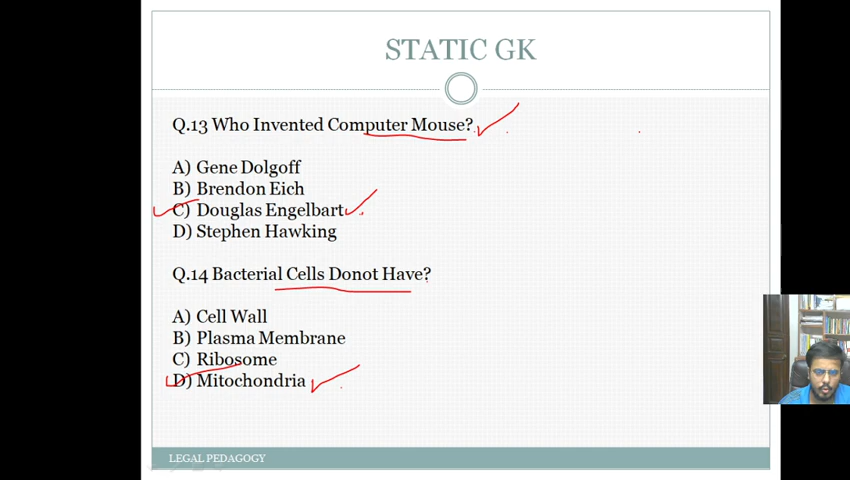 STATIC GK
Q.13 Who Invented Computer Mouse?
A) Gene Dolgoff
B) Brendon Eich
C) Douglas Engelbart
D) Stephen Hawking
Q.14 Bacterial Cells Donot Have?
A) Cell Wall
B) Plasma Membrane
C) Ribosome
D) Mitochondria
LEGAL PEDAGOGY